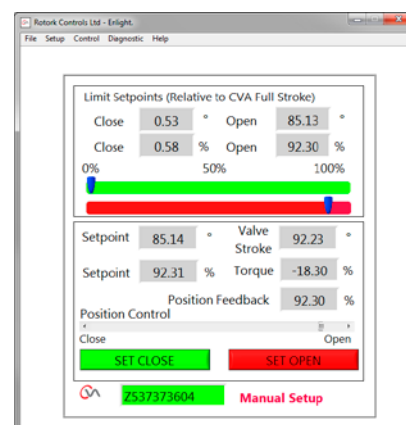 Rotork Controls Ltd - Enlight.
File Setup Control Diagnostic Help
Limit Setpoints (Relative to CVA Full Stroke)
Close 0.53 ° Open 85.13 °
Close 0.58 % Open 92.30 %
0% 50% 100%
Setpoint 85.14 ° Valve Stroke 92.23 °
Setpoint 92.31 % Torque -18.30 %
Position Feedback 92.30 %
Position Control
Close Open
SET CLOSE SET OPEN
Z537373604 Manual Setup